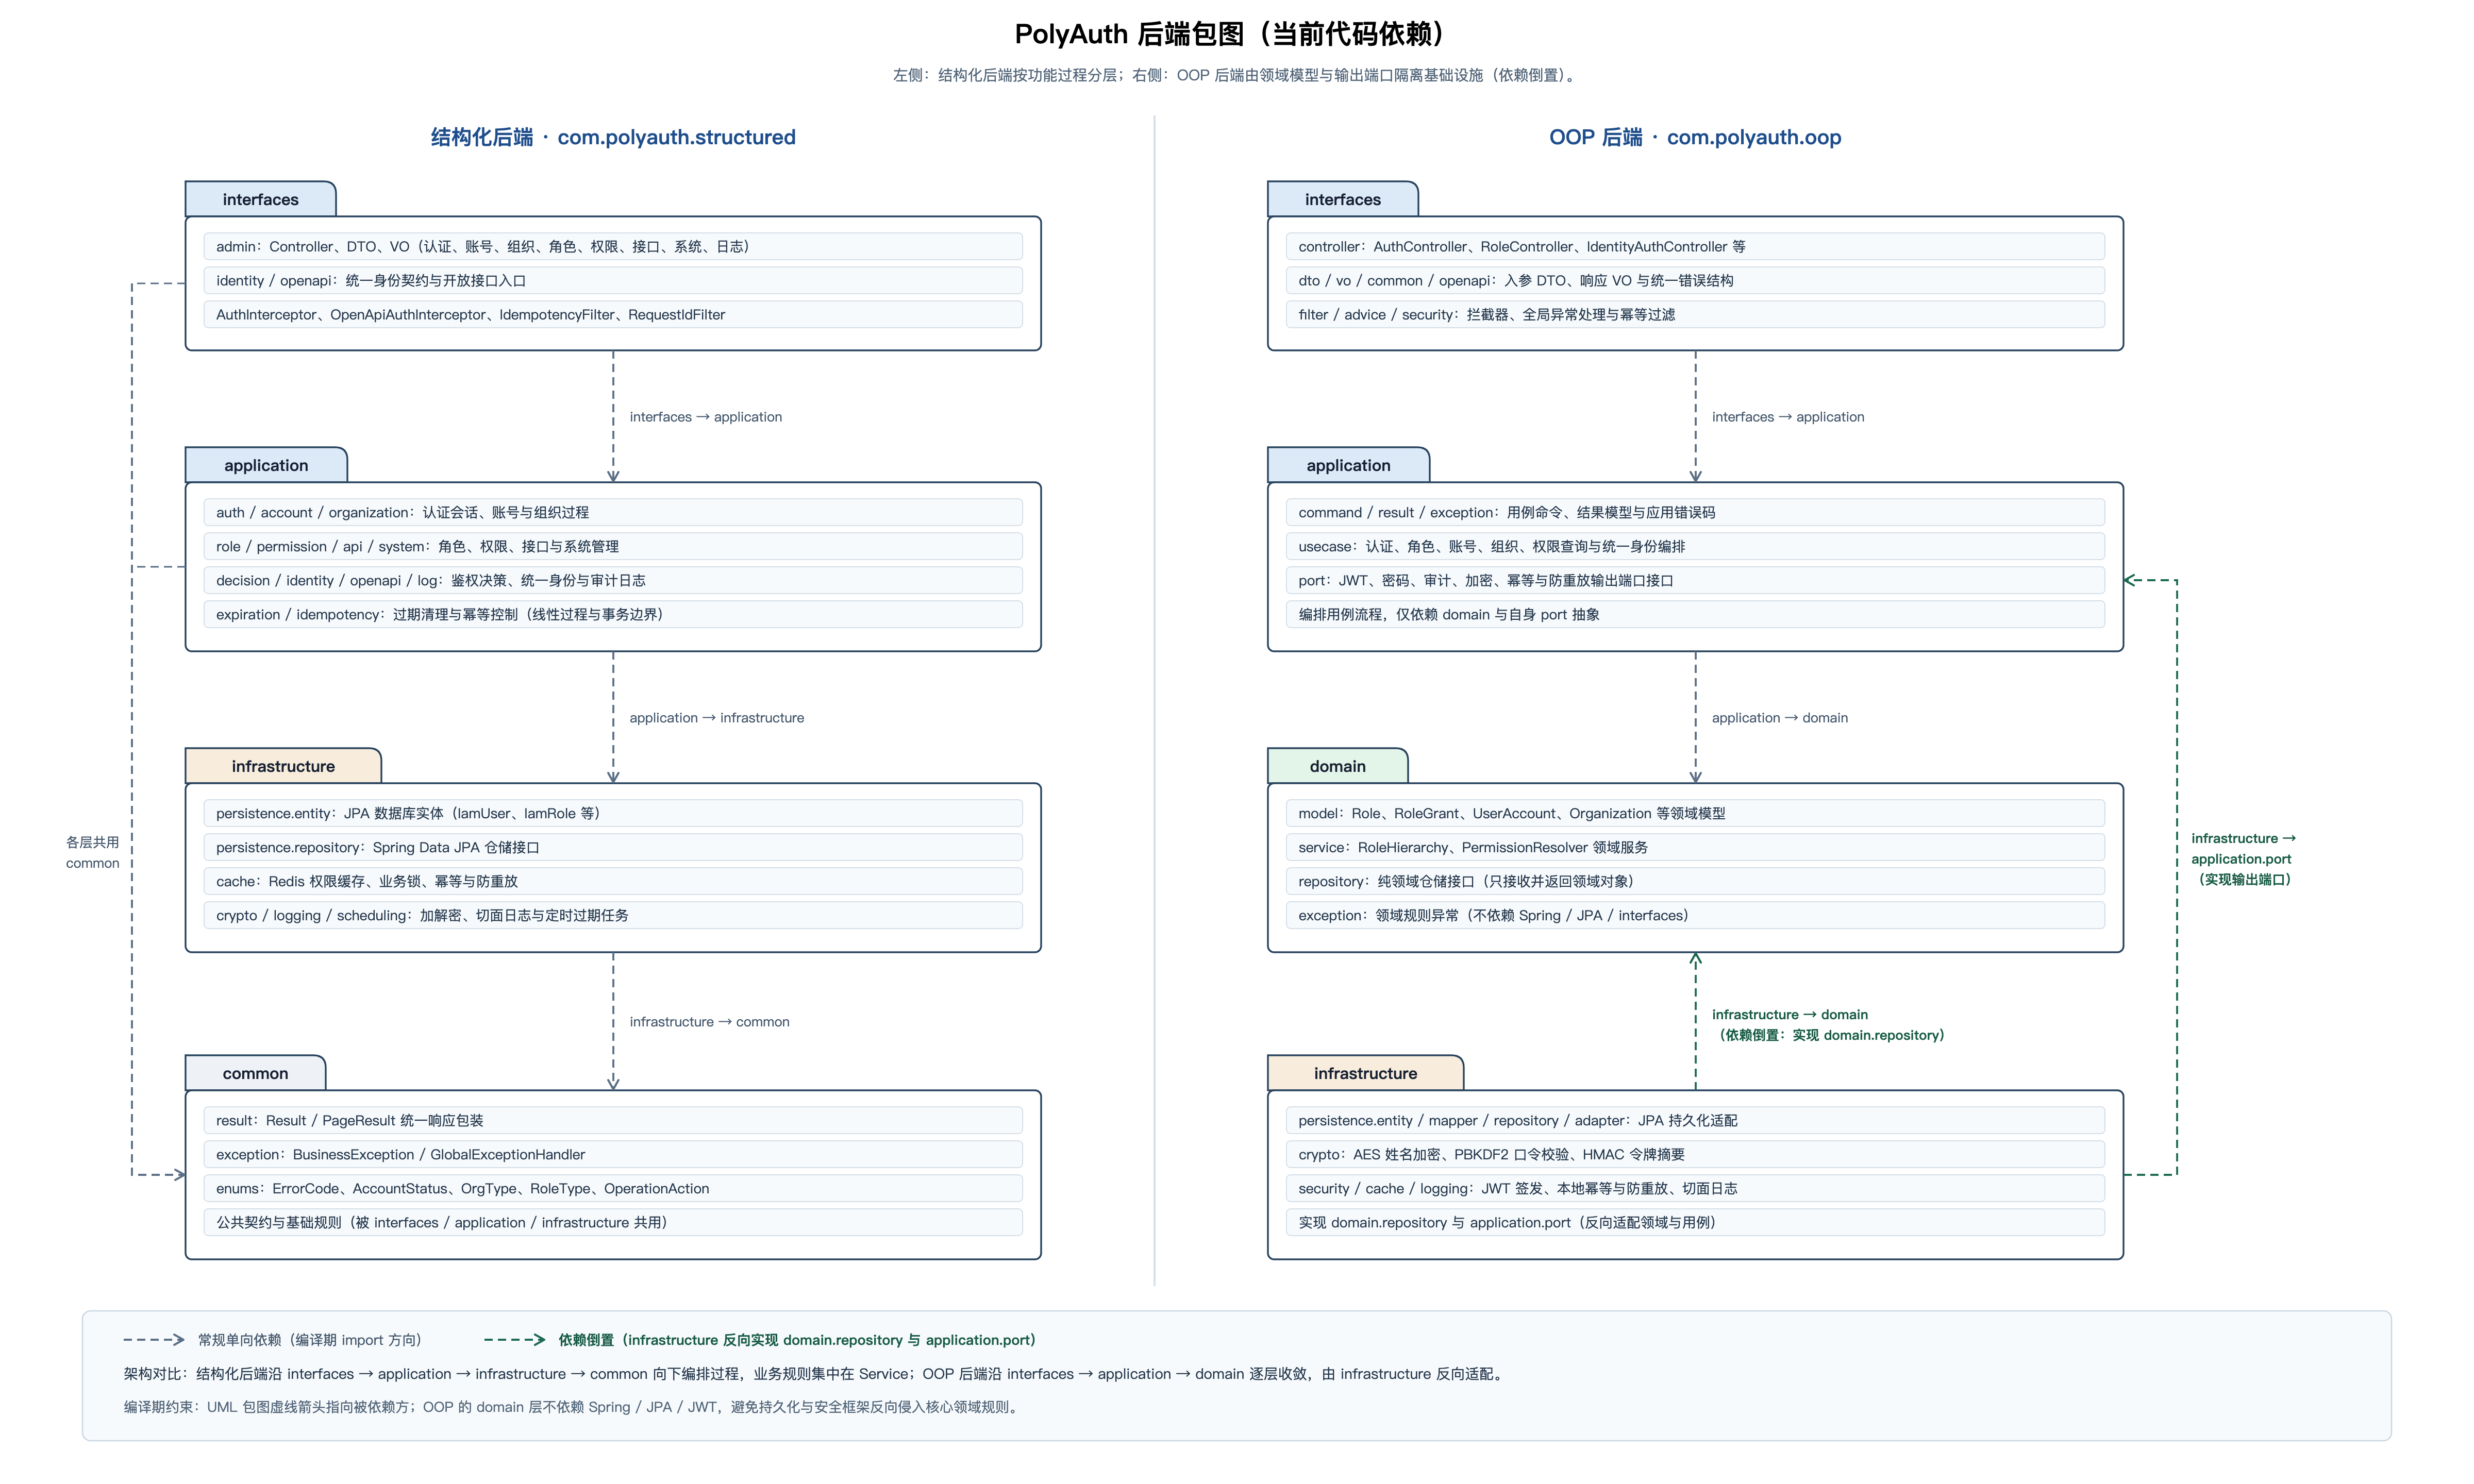 PolyAuth 后端包图（当前代码依赖）
左侧：结构化后端按功能过程分层；右侧：OOP 后端由领域模型与输出端口隔离基础设施（依赖倒置）。
结构化后端 · com.polyauth.structured
interfaces
admin：Controller、DTO、VO（认证、账号、组织、角色、权限、接口、系统、日志）
identity / openapi：统一身份契约与开放接口入口
AuthInterceptor、OpenApiAuthInterceptor、IdempotencyFilter、RequestIdFilter
interfaces → application
application
auth / account / organization：认证会话、账号与组织过程
role / permission / api / system：角色、权限、接口与系统管理
decision / identity / openapi / log：鉴权决策、统一身份与审计日志
expiration / idempotency：过期清理与幂等控制（线性过程与事务边界）
application → infrastructure
infrastructure
persistence.entity：JPA 数据库实体（IamUser、IamRole 等）
persistence.repository：Spring Data JPA 仓储接口
cache：Redis 权限缓存、业务锁、幂等与防重放
crypto / logging / scheduling：加解密、切面日志与定时过期任务
各层共用
common
infrastructure → common
common
result：Result / PageResult 统一响应包装
exception：BusinessException / GlobalExceptionHandler
enums：ErrorCode、AccountStatus、OrgType、RoleType、OperationAction
公共契约与基础规则（被 interfaces / application / infrastructure 共用）
OOP 后端 · com.polyauth.oop
interfaces
controller：AuthController、RoleController、IdentityAuthController 等
dto / vo / common / openapi：入参 DTO、响应 VO 与统一错误结构
filter / advice / security：拦截器、全局异常处理与幂等过滤
interfaces → application
application
command / result / exception：用例命令、结果模型与应用错误码
usecase：认证、角色、账号、组织、权限查询与统一身份编排
port：JWT、密码、审计、加密、幂等与防重放输出端口接口
编排用例流程，仅依赖 domain 与自身 port 抽象
application → domain
domain
model：Role、RoleGrant、UserAccount、Organization 等领域模型
service：RoleHierarchy、PermissionResolver 领域服务
repository：纯领域仓储接口（只接收并返回领域对象）
exception：领域规则异常（不依赖 Spring / JPA / interfaces）
infrastructure →
application.port
（实现输出端口）
infrastructure → domain
（依赖倒置：实现 domain.repository）
infrastructure
persistence.entity / mapper / repository / adapter：JPA 持久化适配
crypto：AES 姓名加密、PBKDF2 口令校验、HMAC 令牌摘要
security / cache / logging：JWT 签发、本地幂等与防重放、切面日志
实现 domain.repository 与 application.port（反向适配领域与用例）
常规单向依赖（编译期 import 方向）
依赖倒置（infrastructure 反向实现 domain.repository 与 application.port）
架构对比：结构化后端沿 interfaces → application → infrastructure → common 向下编排过程，业务规则集中在 Service；OOP 后端沿 interfaces → application → domain 逐层收敛，由 infrastructure 反向适配。
编译期约束：UML 包图虚线箭头指向被依赖方；OOP 的 domain 层不依赖 Spring / JPA / JWT，避免持久化与安全框架反向侵入核心领域规则。